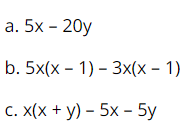 a. 5x – 20y
b. 5x(x – 1) – 3x(x – 1)
c. x(x + y) – 5x – 5y